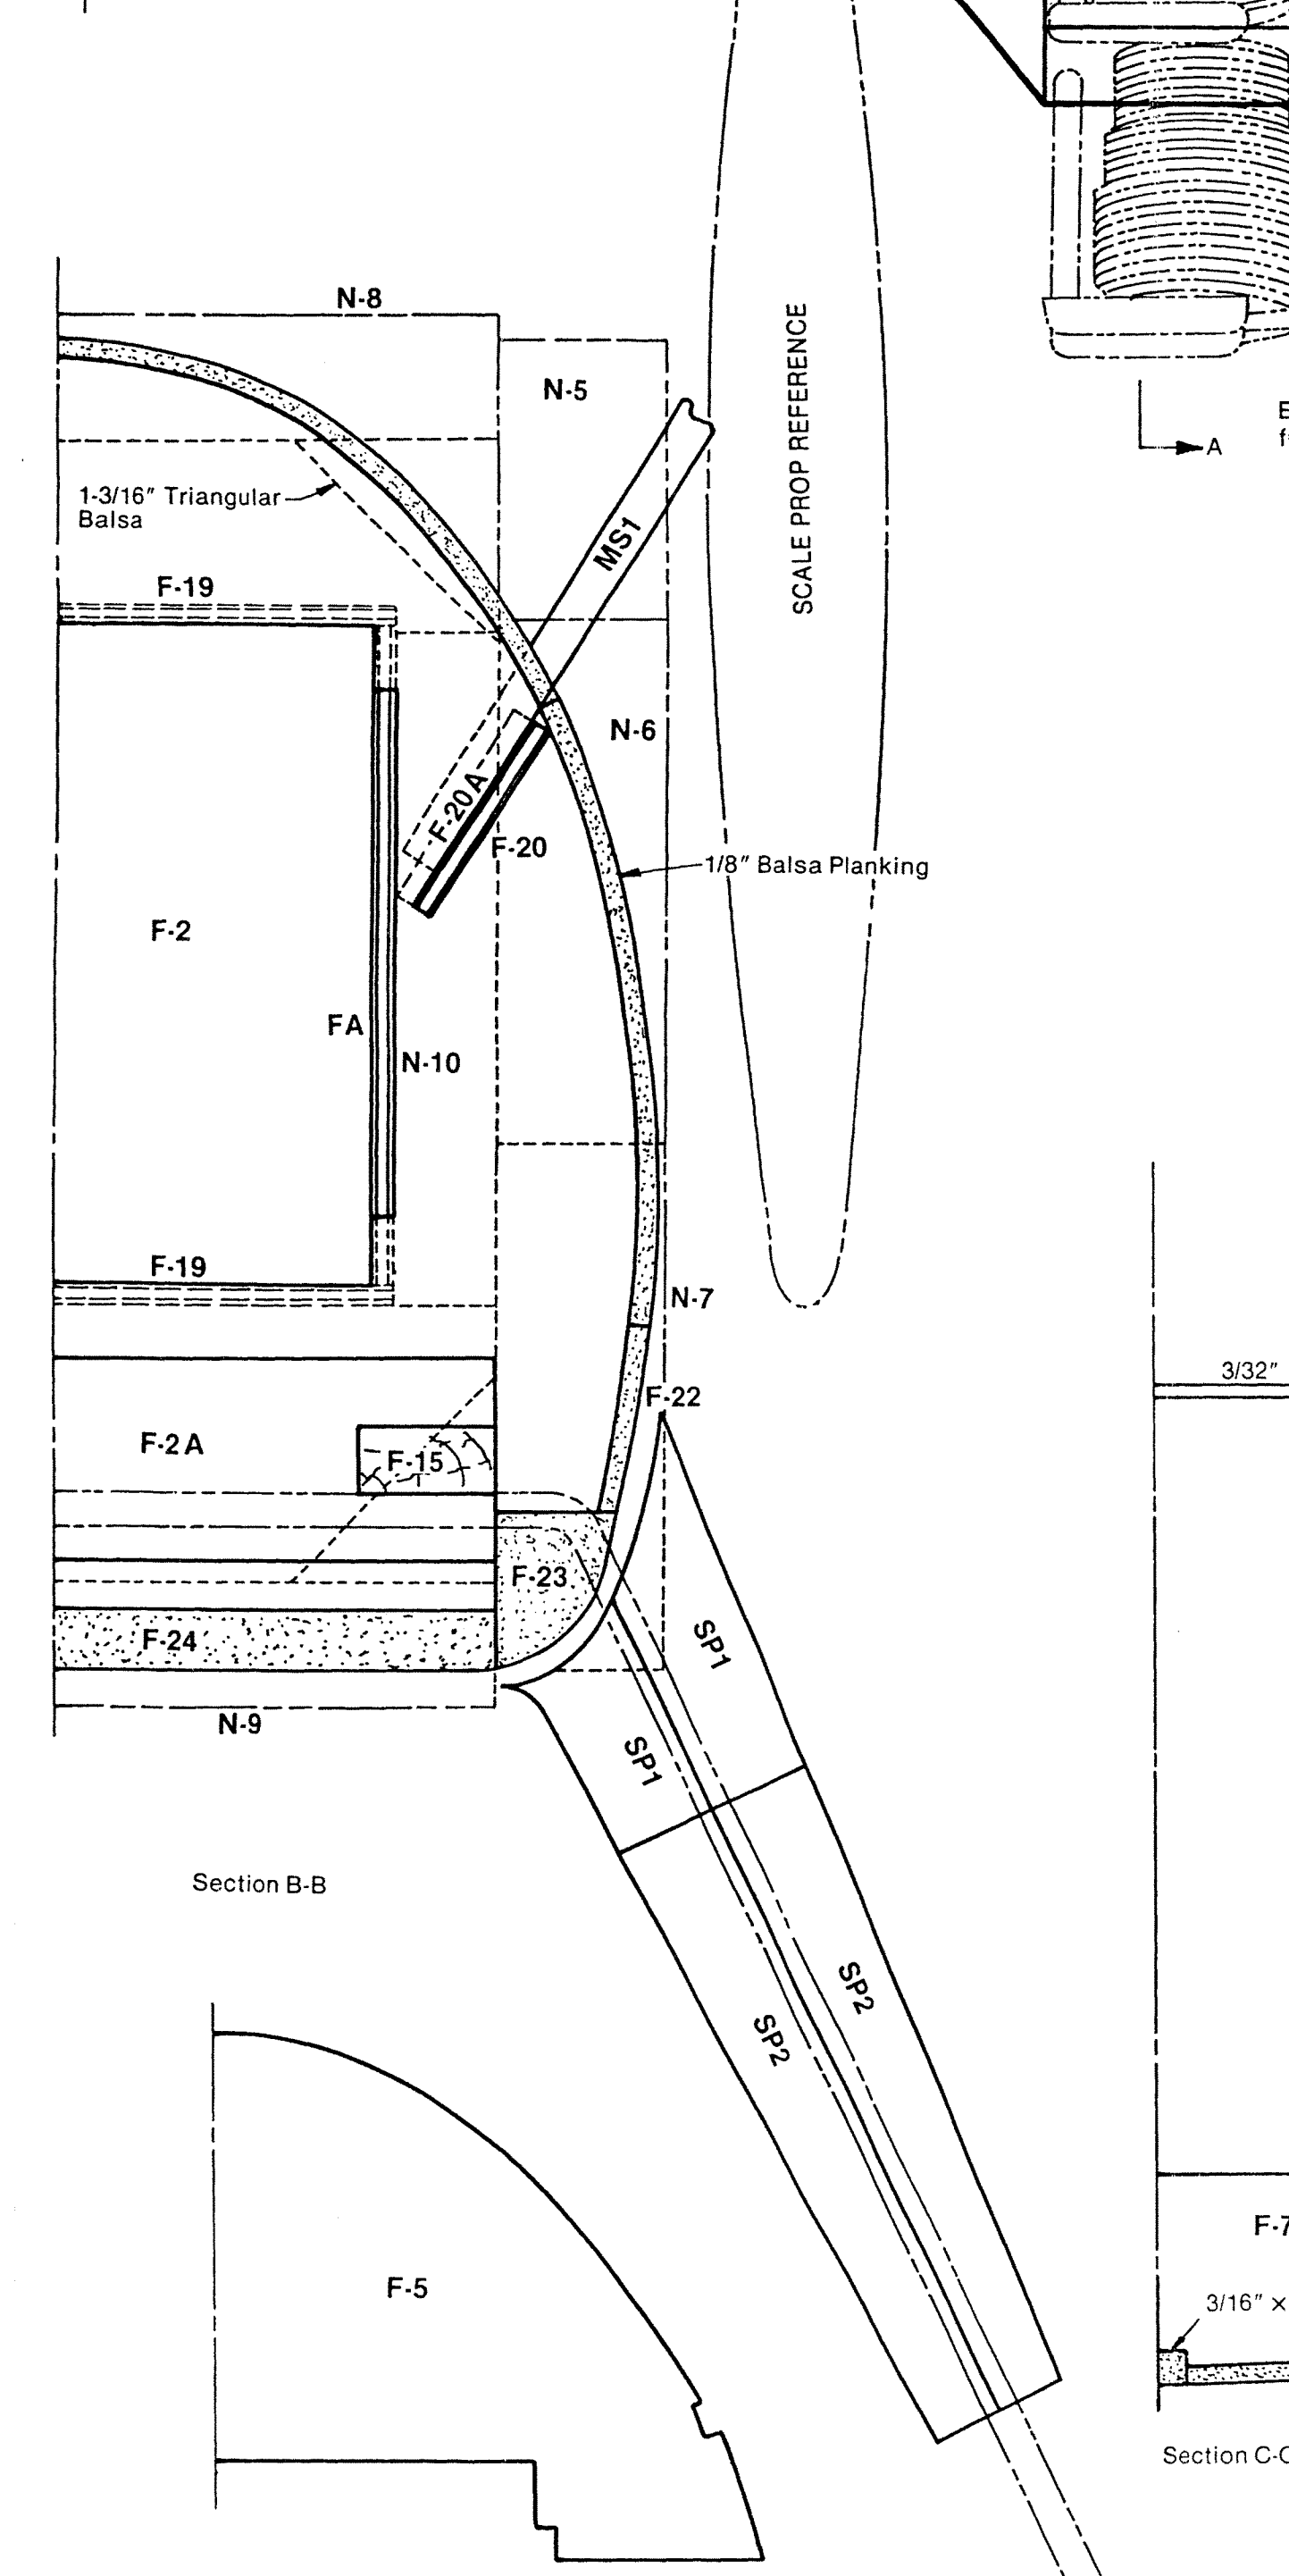 N-8
N-5
A
1-3/16" Triangular
Balsa
SCALE PROP REFERENCE
MS1
F-19
N-6
F-20A
F-20
1/8" Balsa Planking
F-2
FA
N-10
F-19
N-7
3/32"
F-22
F-2A
F-15
F-23
F-24
SP1
N-9
SP1
Section B-B
SP2
SP2
F-7
F-5
3/16" ×
Section C-C